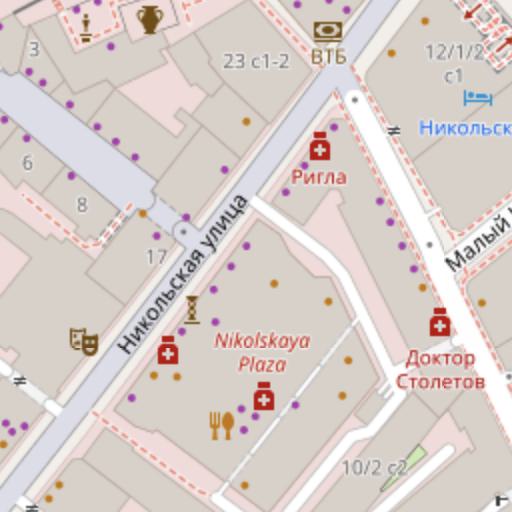 3
23 с1-2
ВТБ
12/1/2
с1
Никольск
Ригла
6
8
17
Никольская улица
Малый
Nikolskaya
Plaza
Доктор
Столетов
10/2 с2